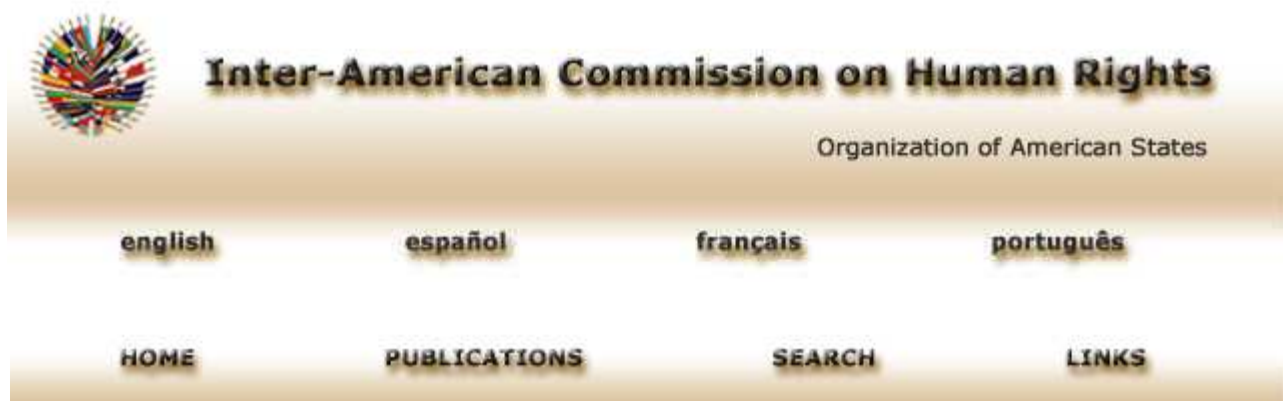 Inter-American Commission on Human Rights
Organization of American States
english español français português
HOME PUBLICATIONS SEARCH LINKS